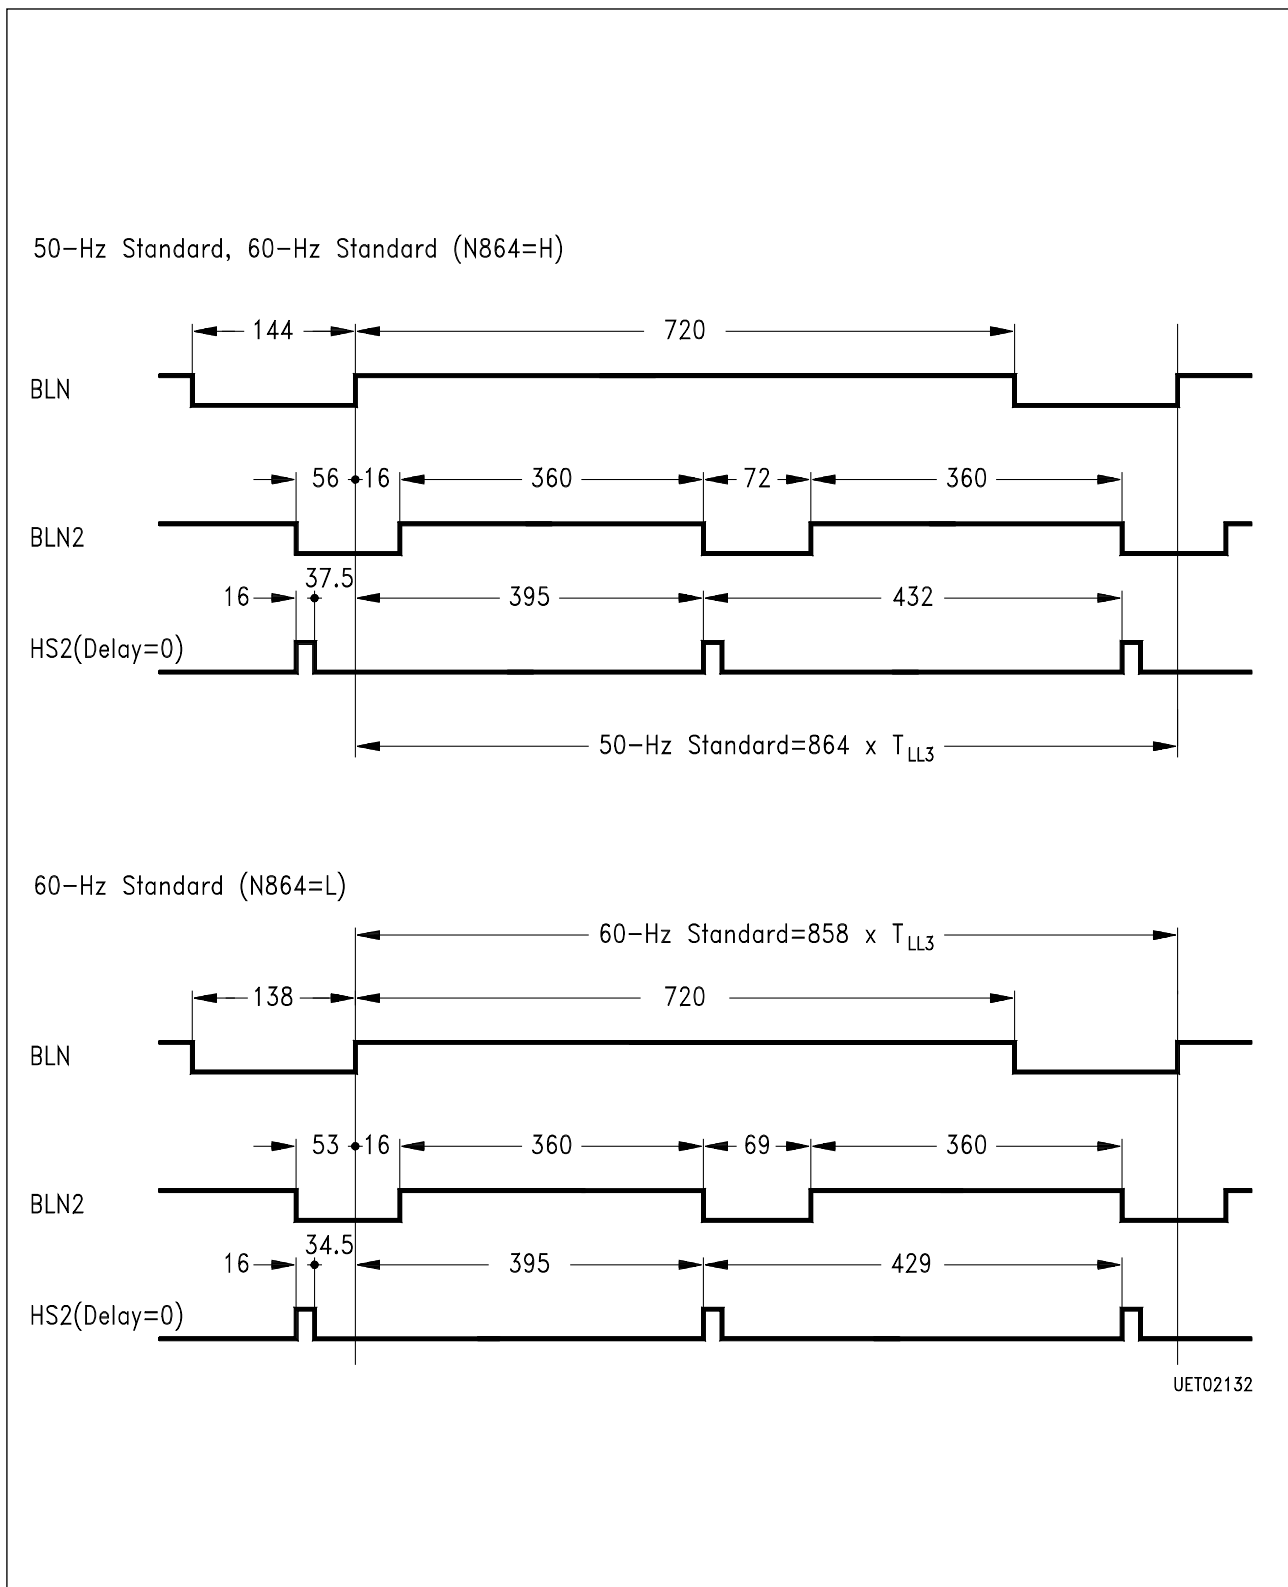 50-Hz Standard, 60-Hz Standard (N864=H)
144 720
BLN
56 16 360 72 360
BLN2
37.5
16 395 432
HS2(Delay=0)
50-Hz Standard=864 x TLL3
60-Hz Standard (N864=L)
60-Hz Standard=858 x TLL3
138 720
BLN
53 16 360 69 360
BLN2
34.5
16 395 429
HS2(Delay=0)
UET02132